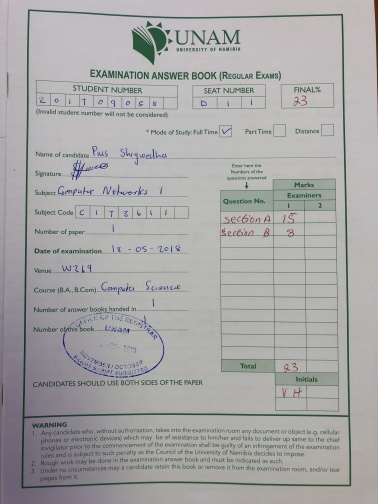 UNAM
UNIVERSITY OF NAMIBIA
EXAMINATION ANSWER BOOK (REGULAR EXAMS)
STUDENT NUMBER SEAT NUMBER FINAL%
2 0 1 7 0 9 0 5 8 D 1 1 23
(Invalid student number will not be considered)
* Mode of Study: Full Time ✓ Part Time Distance
Name of candidate
Signature
Subject Computer Networks 1
Subject Code C I T 3 6 1 1
Number of paper 1
Date of examination 18-05-2018
Venue W219
Course (B.A., B.Com) Computer Science
Number of answer books handed in 1
Number of this book 1
Enter here the
Numbers of the
questions answered
Marks
Question No. Examiners
1 2
Section A 15
Section B 8
Total 23
Initials
V H
OFFICE OF THE REGISTRAR
UNAM
CANDIDATES SHOULD USE BOTH SIDES OF THE PAPER
WARNING
1. Any candidate who, without authorisation, takes into the examination room any document or object (e.g. cellular
phones or electronic devices) which may be of assistance to him/her and fails to deliver up same to the chief
invigilator prior to the commencement of the examination shall be guilty of an infringement of the examination
rules and is subject to such penalty as the Council of the University of Namibia decides to impose.
2. Rough work may be done in the examination answer book and must be indicated as such.
3. Under no circumstances may a candidate retain this book or remove it from the examination room, and/or tear
pages from it.